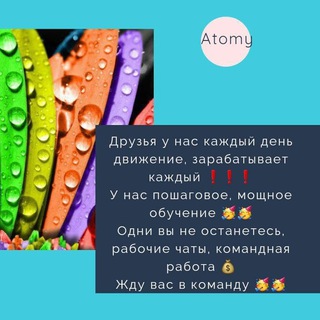 Atomy
Друзья у нас каждый день
движение, зарабатывает
каждый ❗❗❗
У нас пошаговое, мощное
обучение 🥳🥳
Одни вы не останетесь,
рабочие чаты, командная
работа 💰
Жду вас в команду 🥳🥳